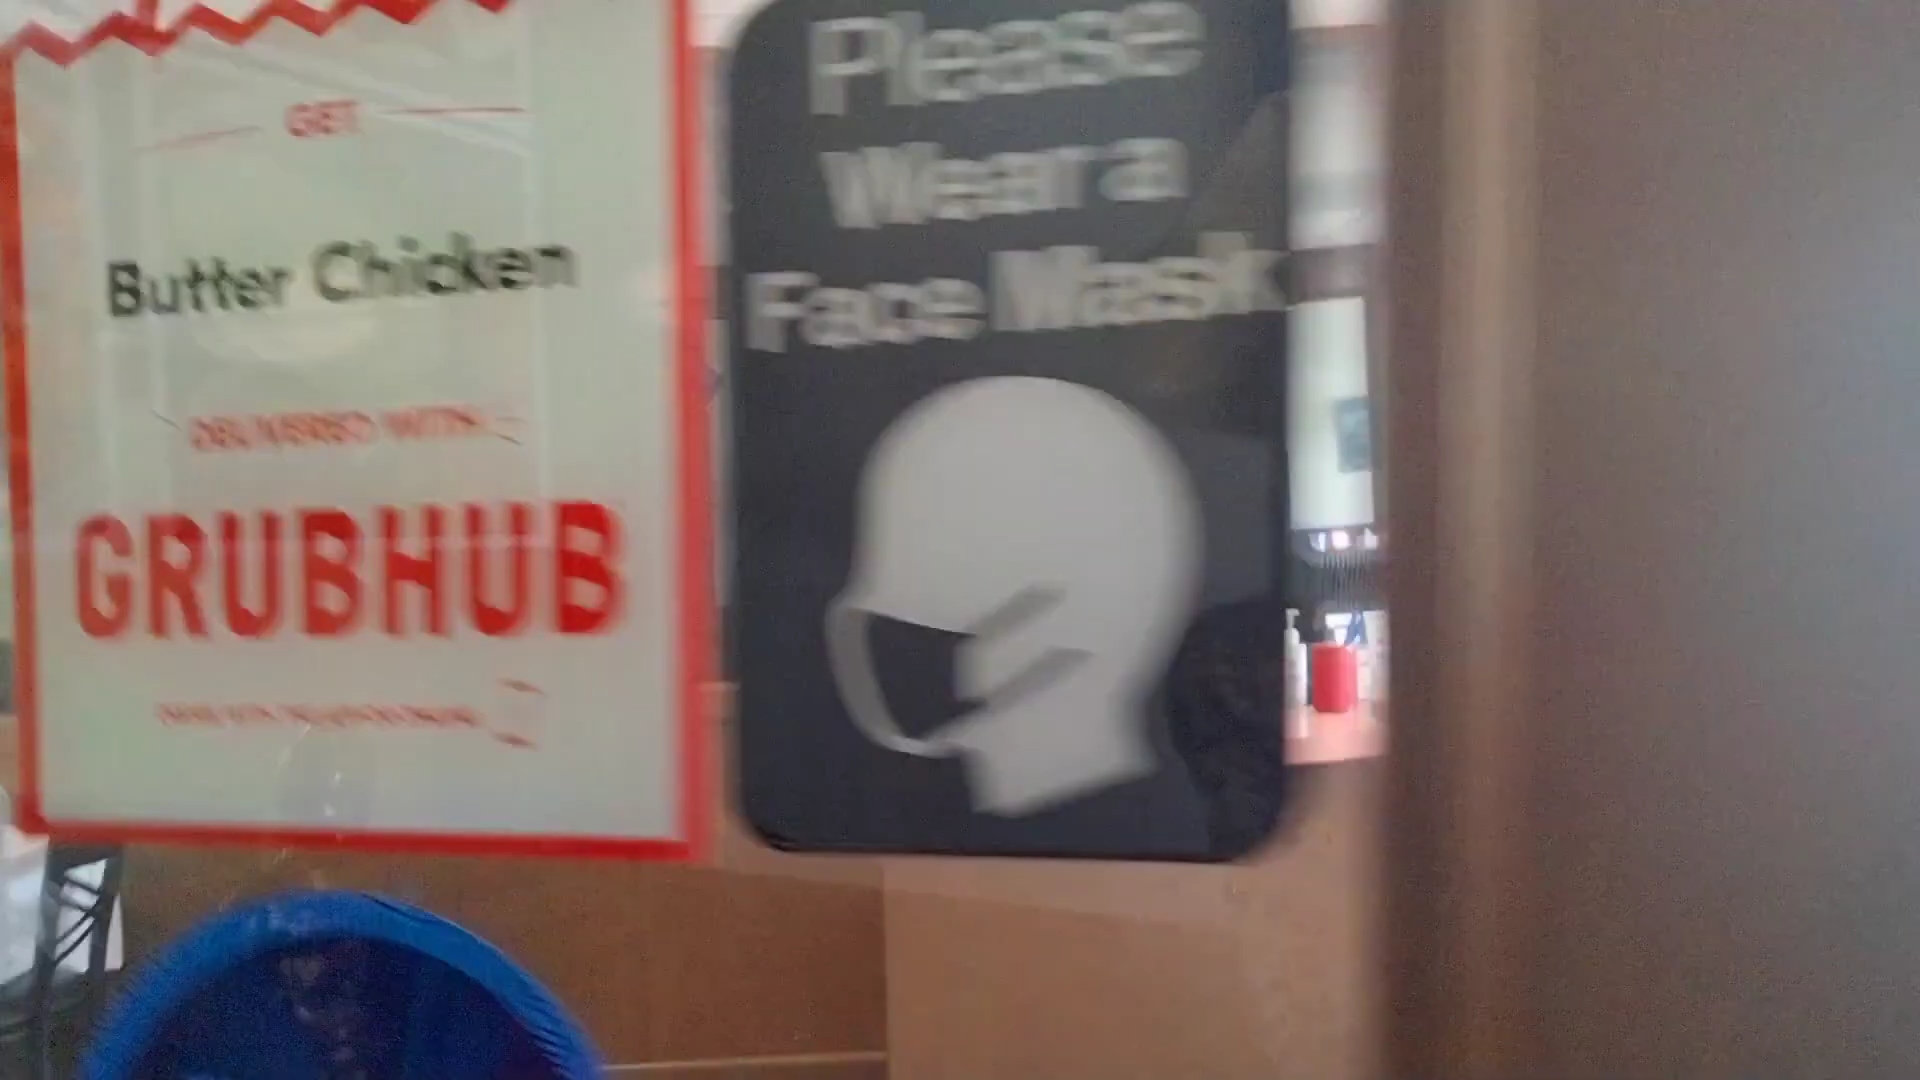 GET
Butter Chicken
DELIVERED WITH
GRUBHUB
Please
Wear a
Face Mask